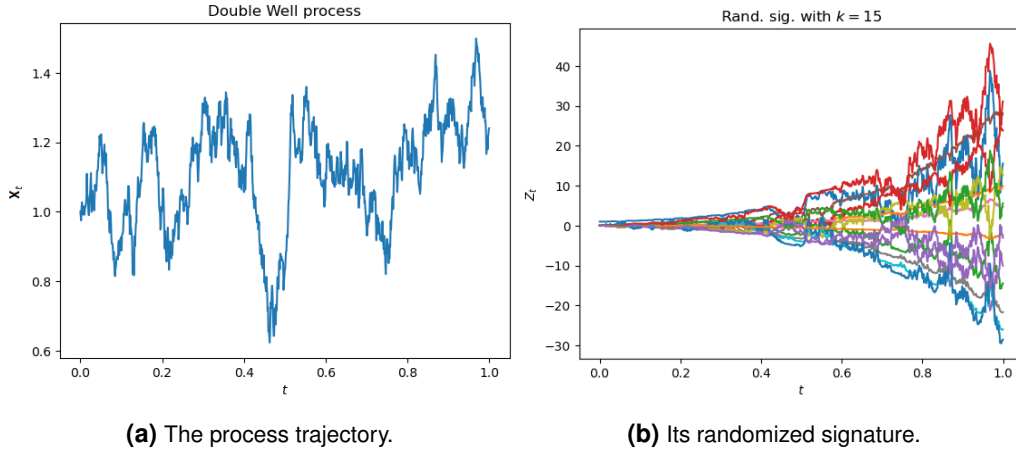 Double Well process
1.4
1.2
1.0
0.8
0.6
X_t
0.0 0.2 0.4 0.6 0.8 1.0
t
(a) The process trajectory.
Rand. sig. with k = 15
40
30
20
10
0
−10
−20
−30
Z_t
0.0 0.2 0.4 0.6 0.8 1.0
t
(b) Its randomized signature.